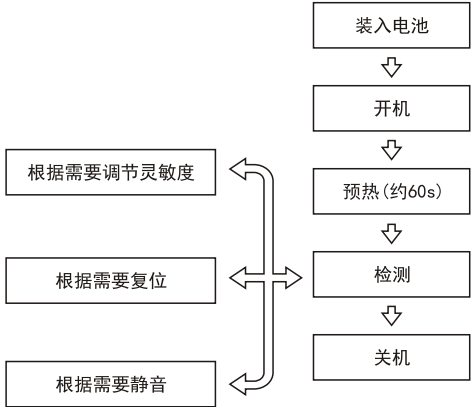 装入电池
开机
预热(约60s)
检测
关机
根据需要调节灵敏度
根据需要复位
根据需要静音